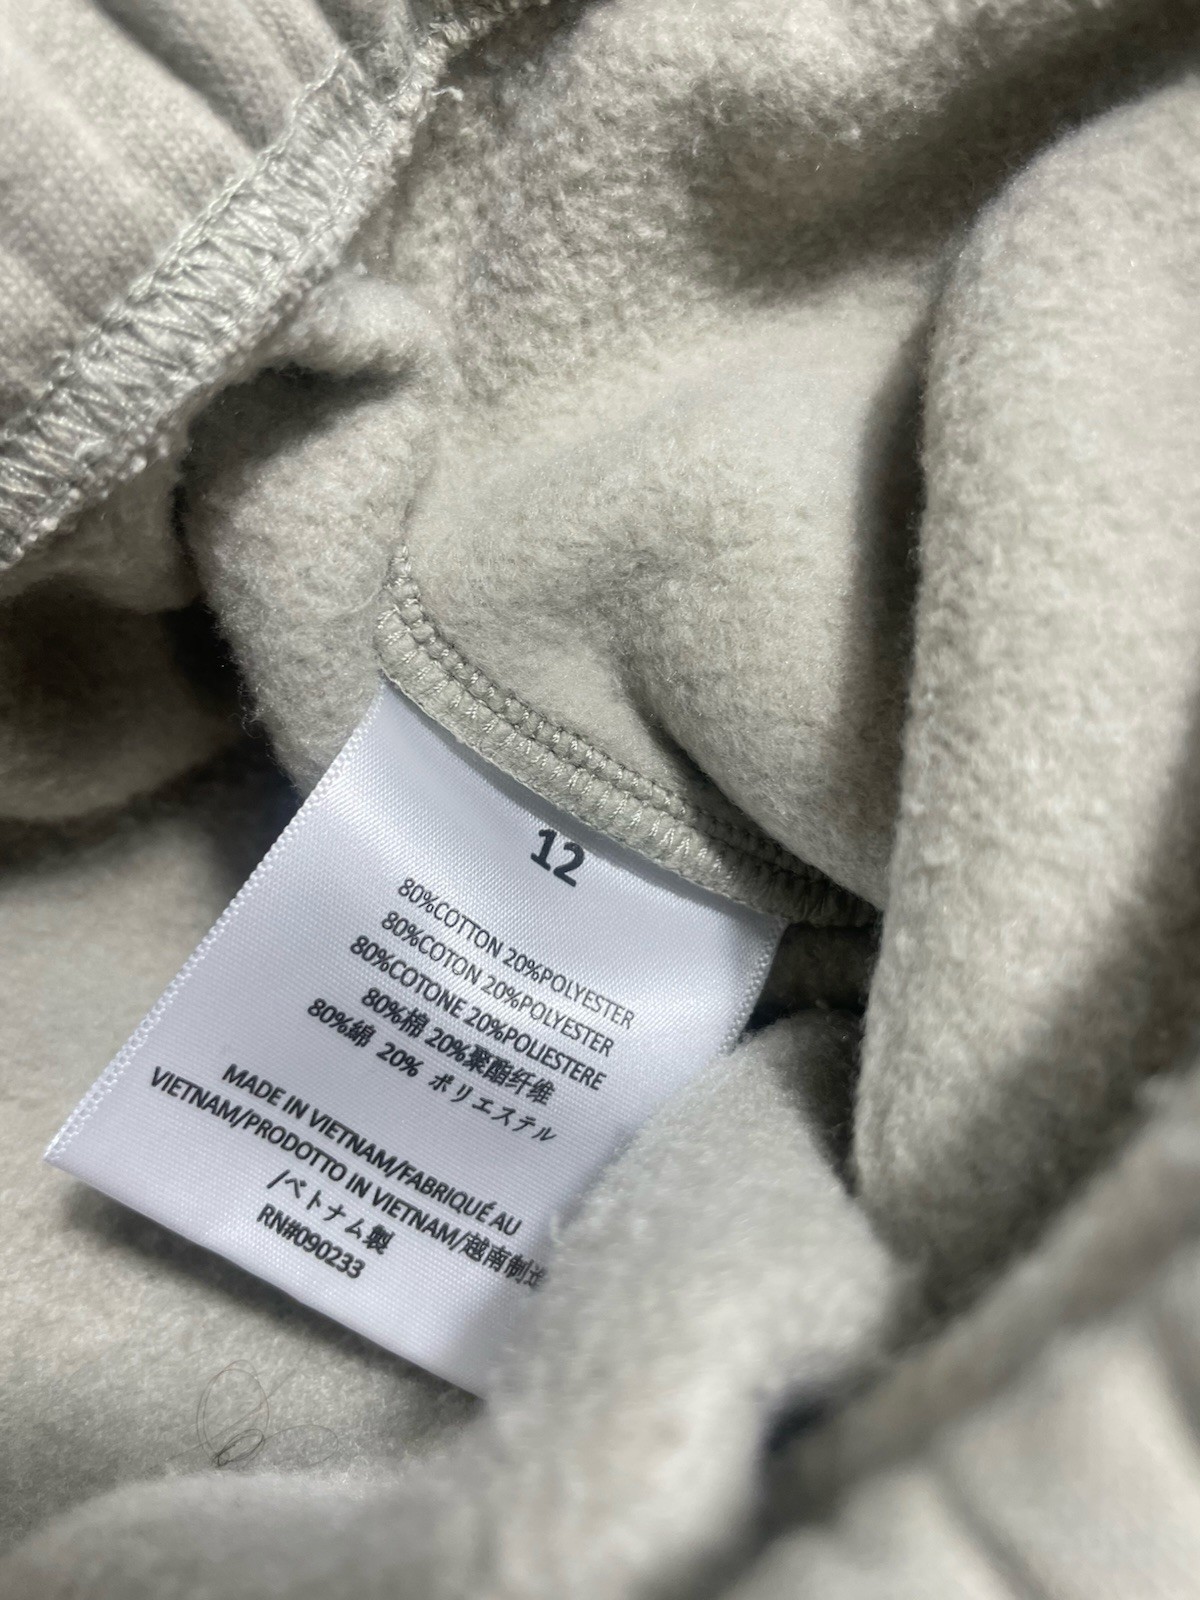 12
80%COTTON 20%POLYESTER
80%COTON 20%POLYESTER
80%COTONE 20%POLIESTERE
80%棉 20%聚酯纤维
80%綿 20% ポリエステル
MADE IN VIETNAM/FABRIQUÉ AU
VIETNAM/PRODOTTO IN VIETNAM/越南制造
/ベトナム製
RN#090233